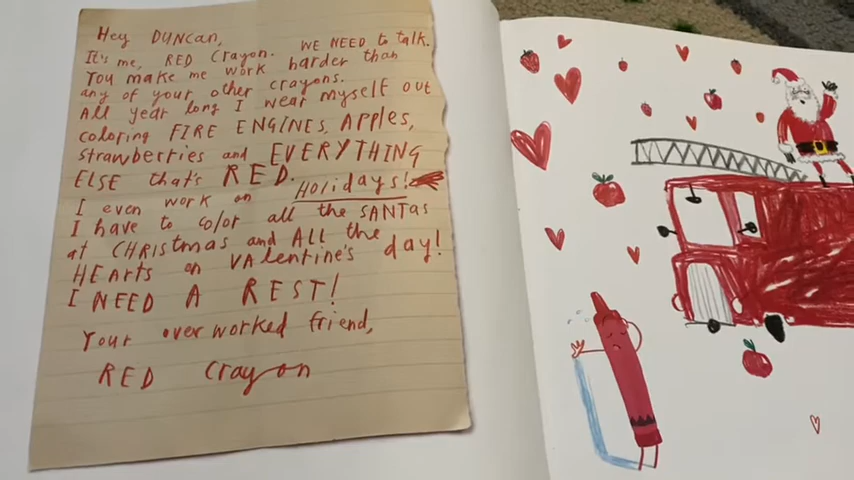 Hey DUNCan,
It's me, RED Crayon. WE NEED to talk.
You make me work harder than
any of your other crayons.
All year long I wear myself out
coloring FIRE ENGINES, Apples,
strawberries and EVERYTHING
ELSE that's RED.
I even work on Holidays!
I have to color all the SANTAs
at CHRistmas and All the
HEArts on VAlentine's day!
I NEED A REST!
Your overworked friend,
RED Crayon